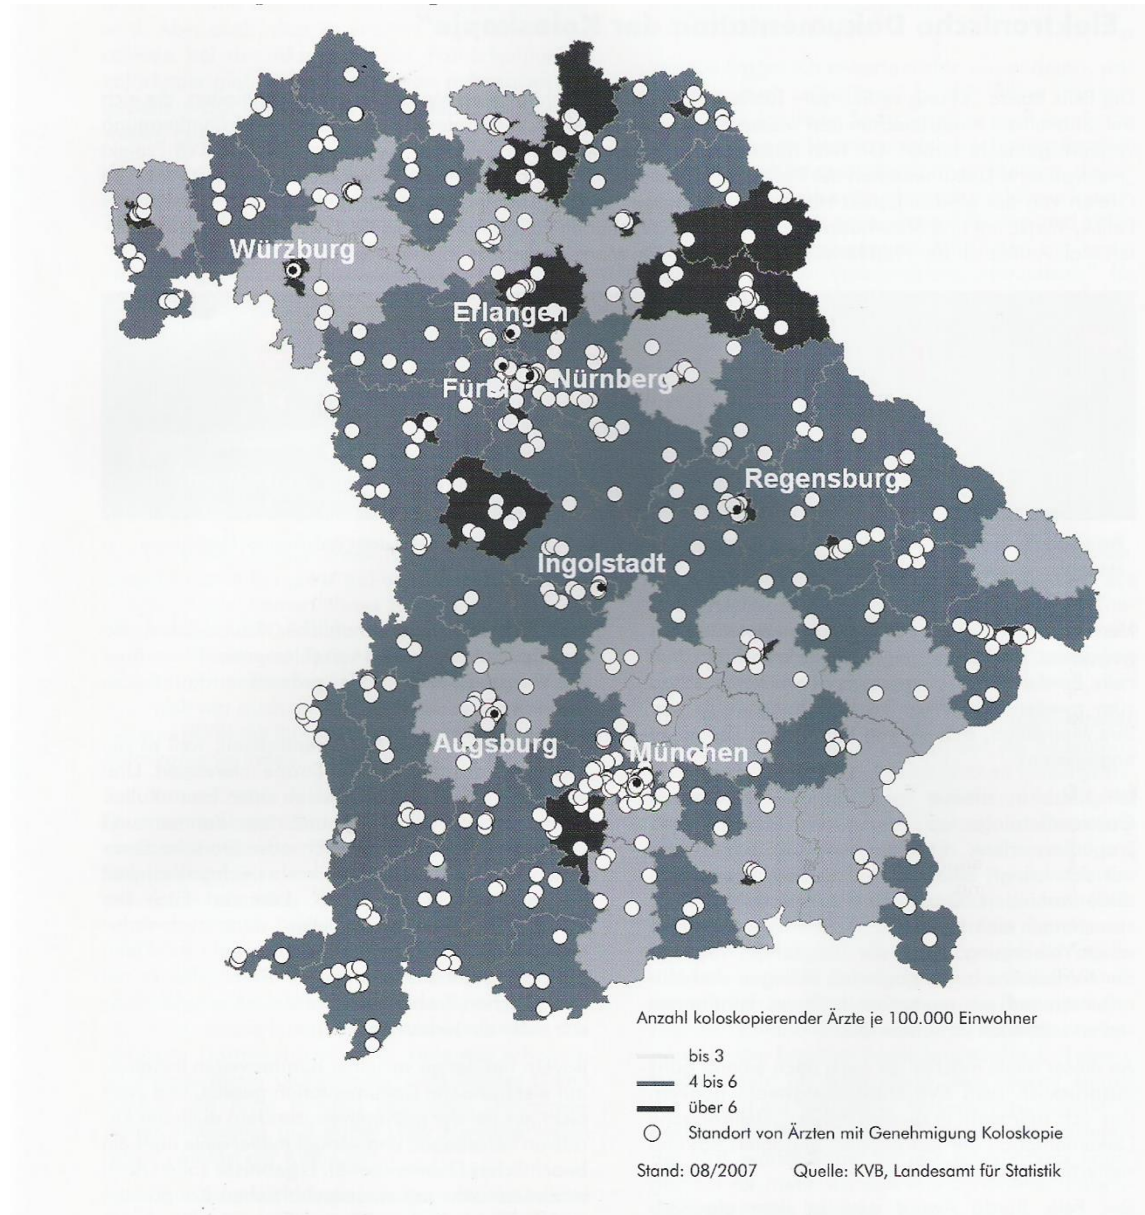 Würzburg
Erlangen
Fürth
Nürnberg
Regensburg
Ingolstadt
Augsburg
München
Anzahl koloskopierender Ärzte je 100.000 Einwohner
bis 3
4 bis 6
über 6
Standort von Ärzten mit Genehmigung Koloskopie
Stand: 08/2007 Quelle: KVB, Landesamt für Statistik